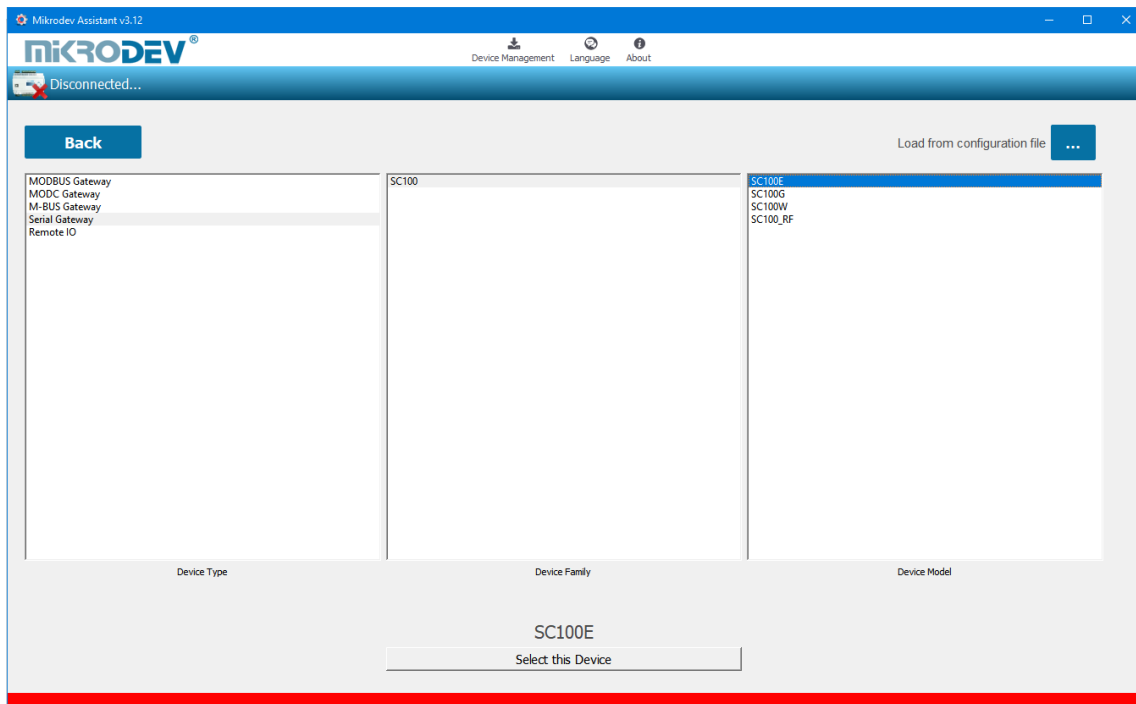 Mikrodev Assistant v3.12
MiKRODEV®
Device Management
Language
About
Disconnected...
Back
Load from configuration file
...
MODBUS Gateway
MODC Gateway
M-BUS Gateway
Serial Gateway
Remote IO
SC100
SC100E
SC100G
SC100W
SC100_RF
Device Type
Device Family
Device Model
SC100E
Select this Device